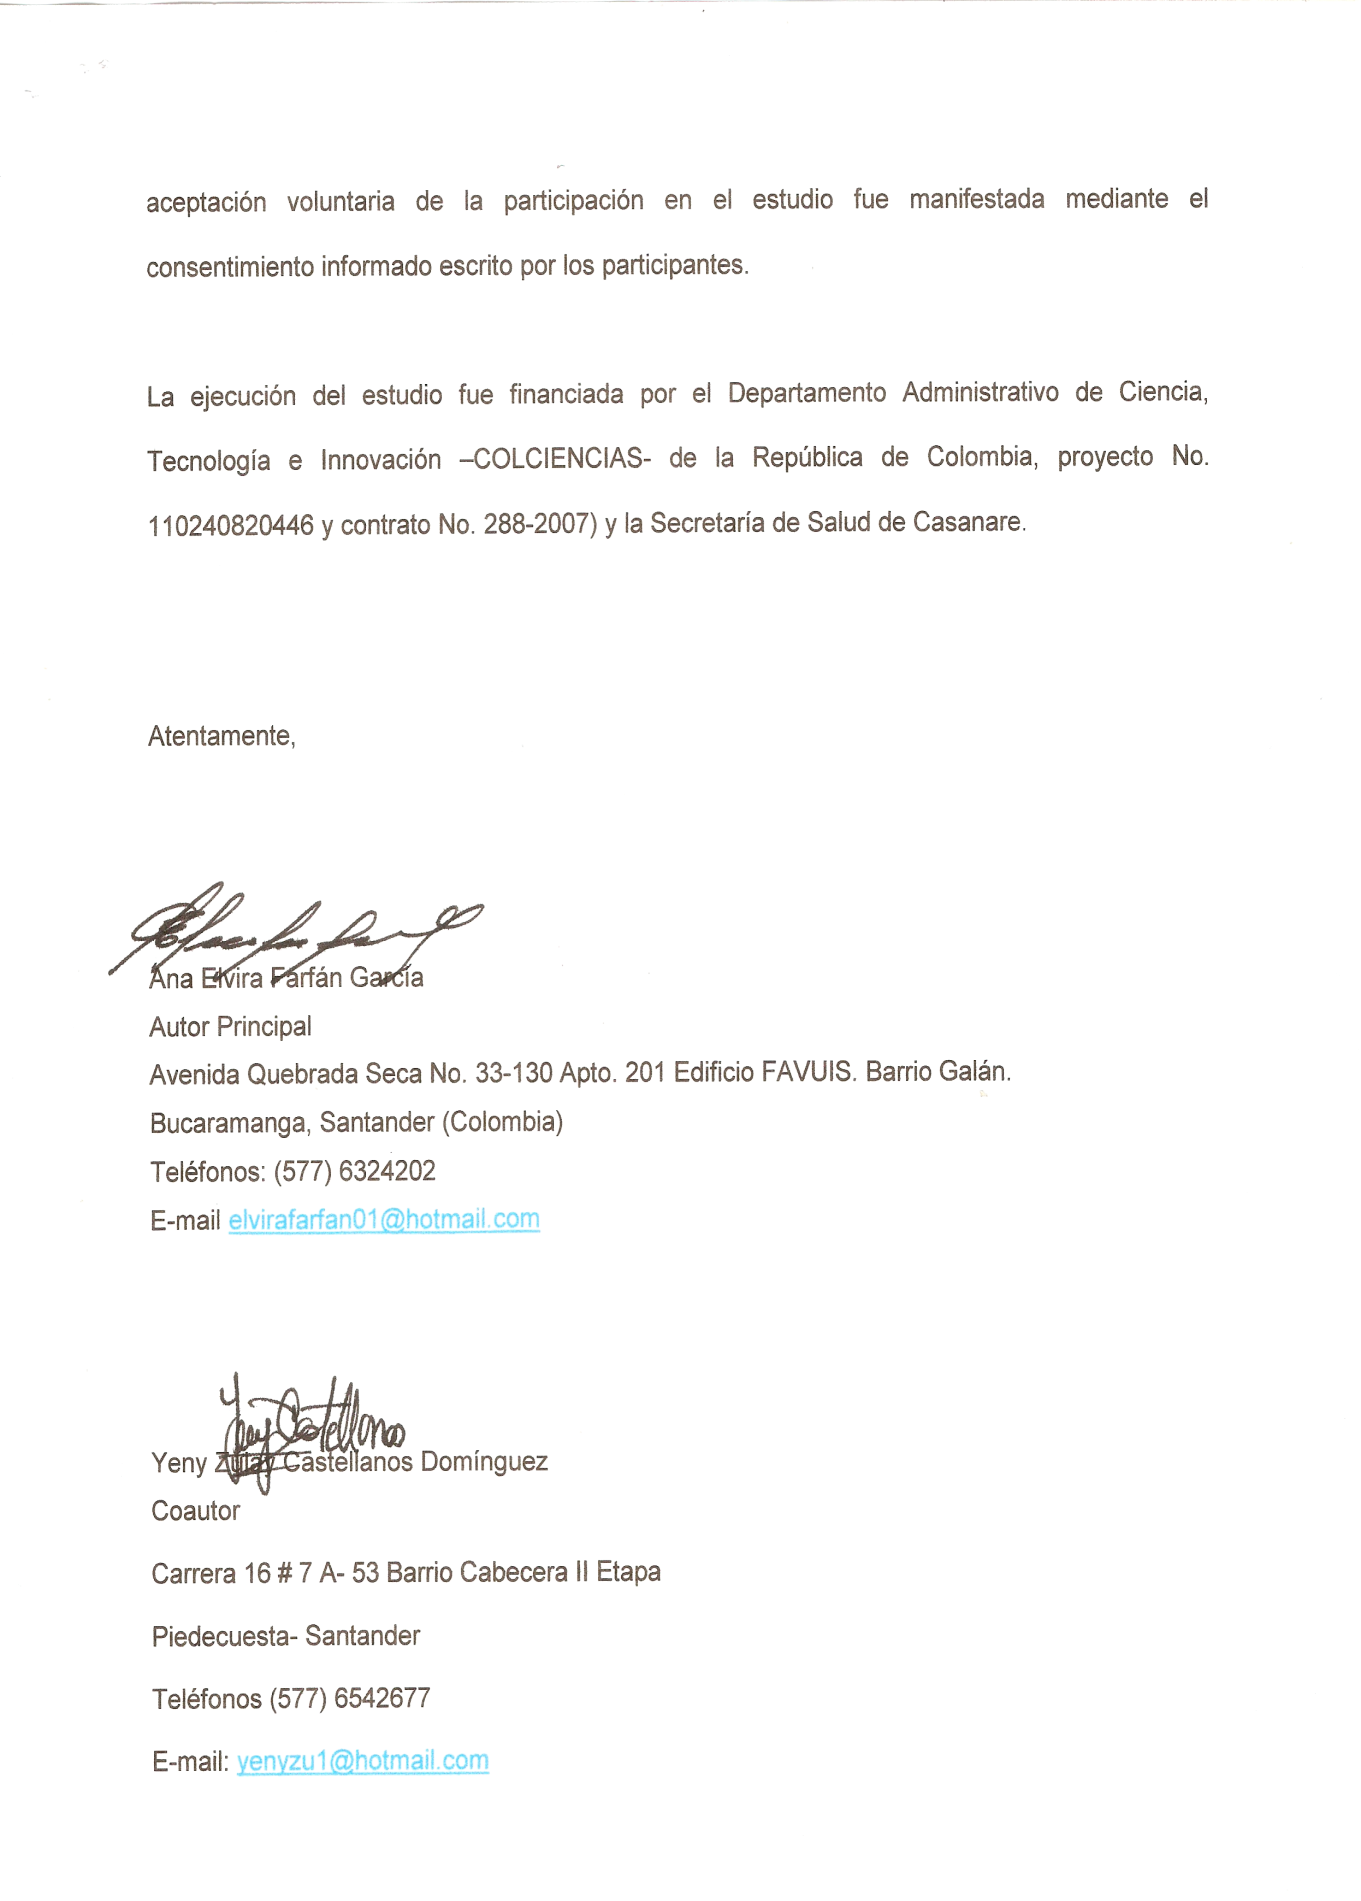 aceptación voluntaria de la participación en el estudio fue manifestada mediante el
consentimiento informado escrito por los participantes.
La ejecución del estudio fue financiada por el Departamento Administrativo de Ciencia,
Tecnología e Innovación –COLCIENCIAS- de la República de Colombia, proyecto No.
110240820446 y contrato No. 288-2007) y la Secretaría de Salud de Casanare.
Atentamente,
Ana Elvira Farfán García
Autor Principal
Avenida Quebrada Seca No. 33-130 Apto. 201 Edificio FAVUIS. Barrio Galán.
Bucaramanga, Santander (Colombia)
Teléfonos: (577) 6324202
E-mail elvirafarfan01@hotmail.com
Yeny Castellanos
Yeny Zulay Castellanos Domínguez
Coautor
Carrera 16 # 7 A- 53 Barrio Cabecera II Etapa
Piedecuesta- Santander
Teléfonos (577) 6542677
E-mail: yenyzu1@hotmail.com